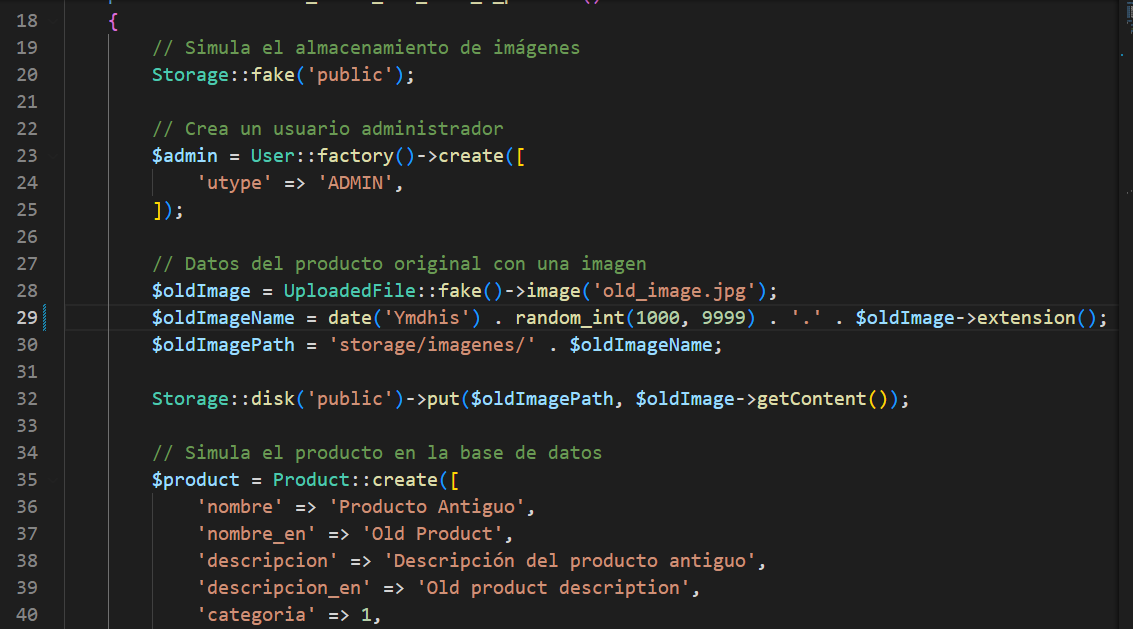 18 {
19 // Simula el almacenamiento de imágenes
20 Storage::fake('public');
21
22 // Crea un usuario administrador
23 $admin = User::factory()->create([
24 'utype' => 'ADMIN',
25 ]);
26
27 // Datos del producto original con una imagen
28 $oldImage = UploadedFile::fake()->image('old_image.jpg');
29 $oldImageName = date('Ymdhis') . random_int(1000, 9999) . '.' . $oldImage->extension();
30 $oldImagePath = 'storage/imagenes/' . $oldImageName;
31
32 Storage::disk('public')->put($oldImagePath, $oldImage->getContent());
33
34 // Simula el producto en la base de datos
35 $product = Product::create([
36 'nombre' => 'Producto Antiguo',
37 'nombre_en' => 'Old Product',
38 'descripcion' => 'Descripción del producto antiguo',
39 'descripcion_en' => 'Old product description',
40 'categoria' => 1,